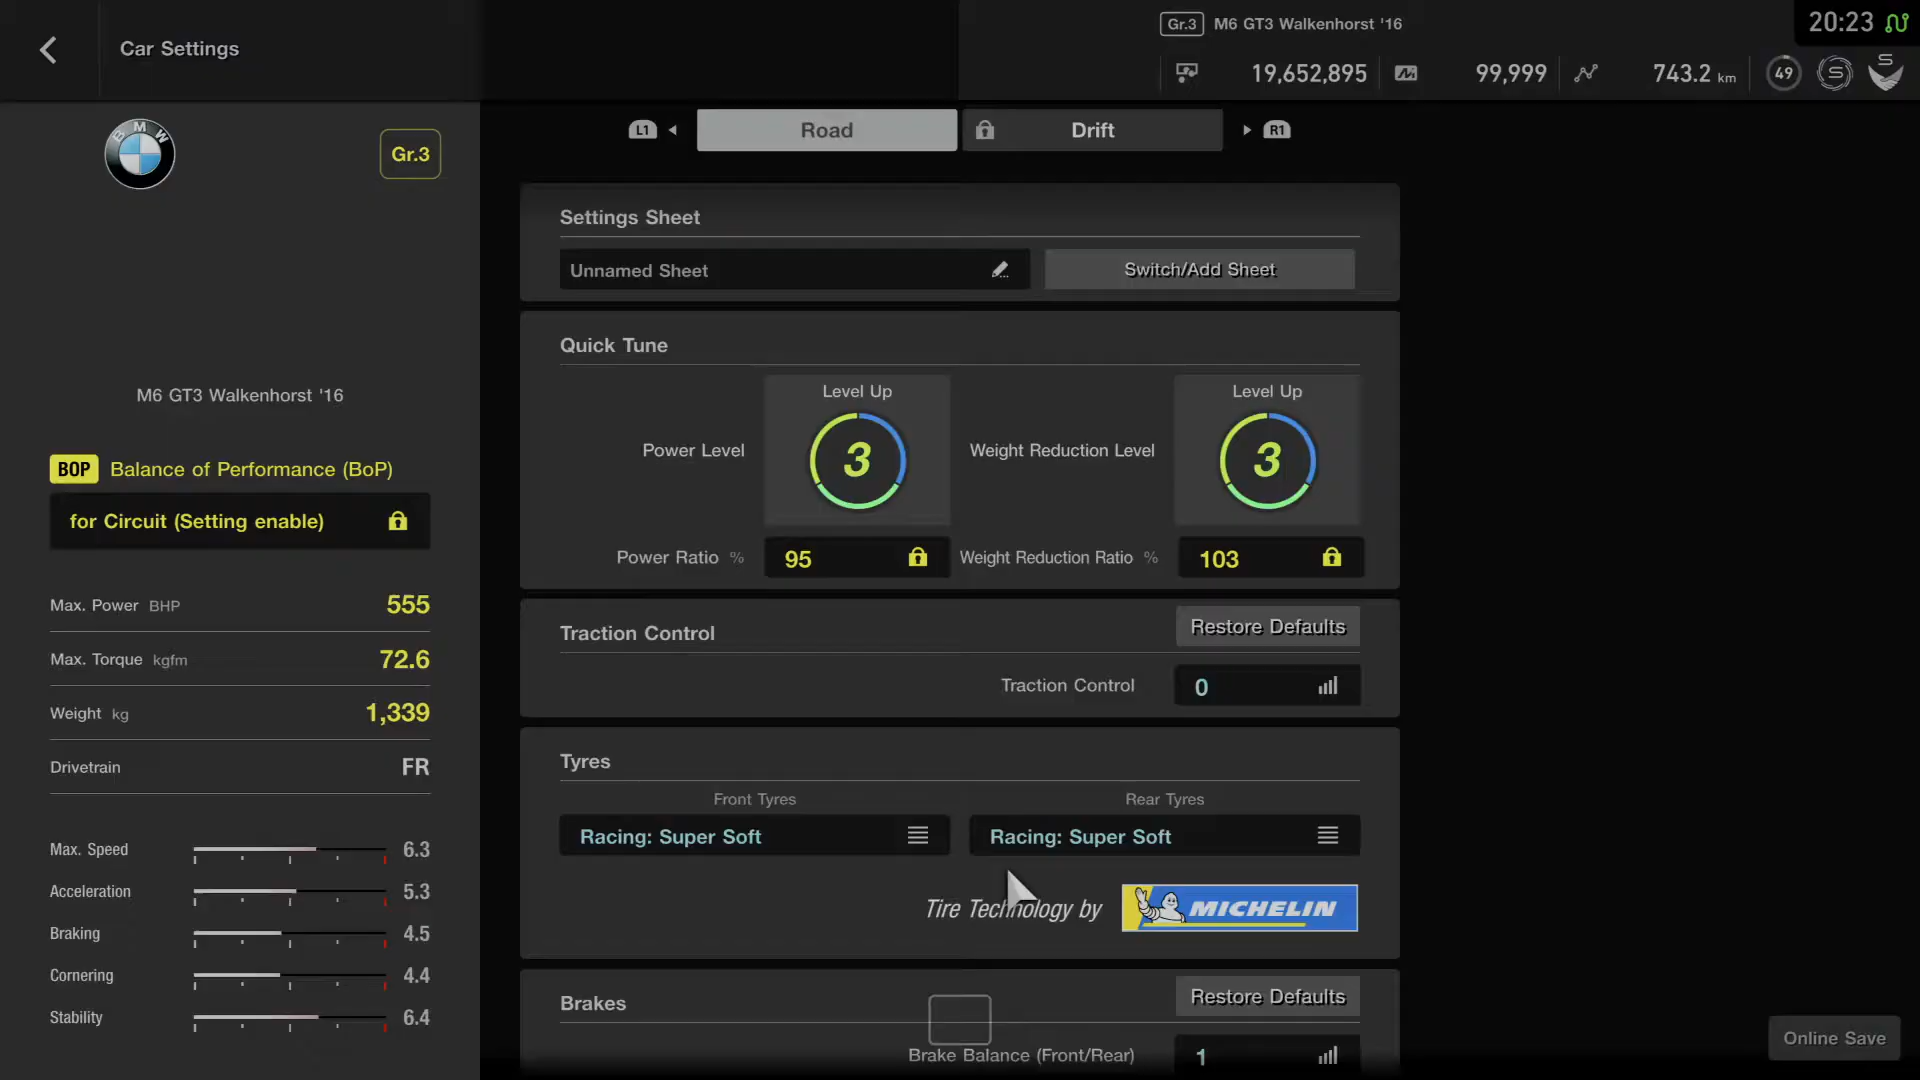 Car Settings
Gr.3 M6 GT3 Walkenhorst '16
20:23
19,652,895
99,999
743.2 km
49
S
S
BMW
Gr.3
L1
Road
Drift
R1
Settings Sheet
Unnamed Sheet
Switch/Add Sheet
Quick Tune
M6 GT3 Walkenhorst '16
Level Up
Level Up
Power Level
3
Weight Reduction Level
3
BOP Balance of Performance (BoP)
for Circuit (Setting enable)
Power Ratio % 95
Weight Reduction Ratio % 103
Max. Power BHP 555
Max. Torque kgfm 72.6
Weight kg 1,339
Drivetrain FR
Traction Control
Restore Defaults
Traction Control 0
Tyres
Front Tyres
Rear Tyres
Racing: Super Soft
Racing: Super Soft
Tire Technology by
MICHELIN
Max. Speed 6.3
Acceleration 5.3
Braking 4.5
Cornering 4.4
Stability 6.4
Brakes
Restore Defaults
Brake Balance (Front/Rear) 1
Online Save